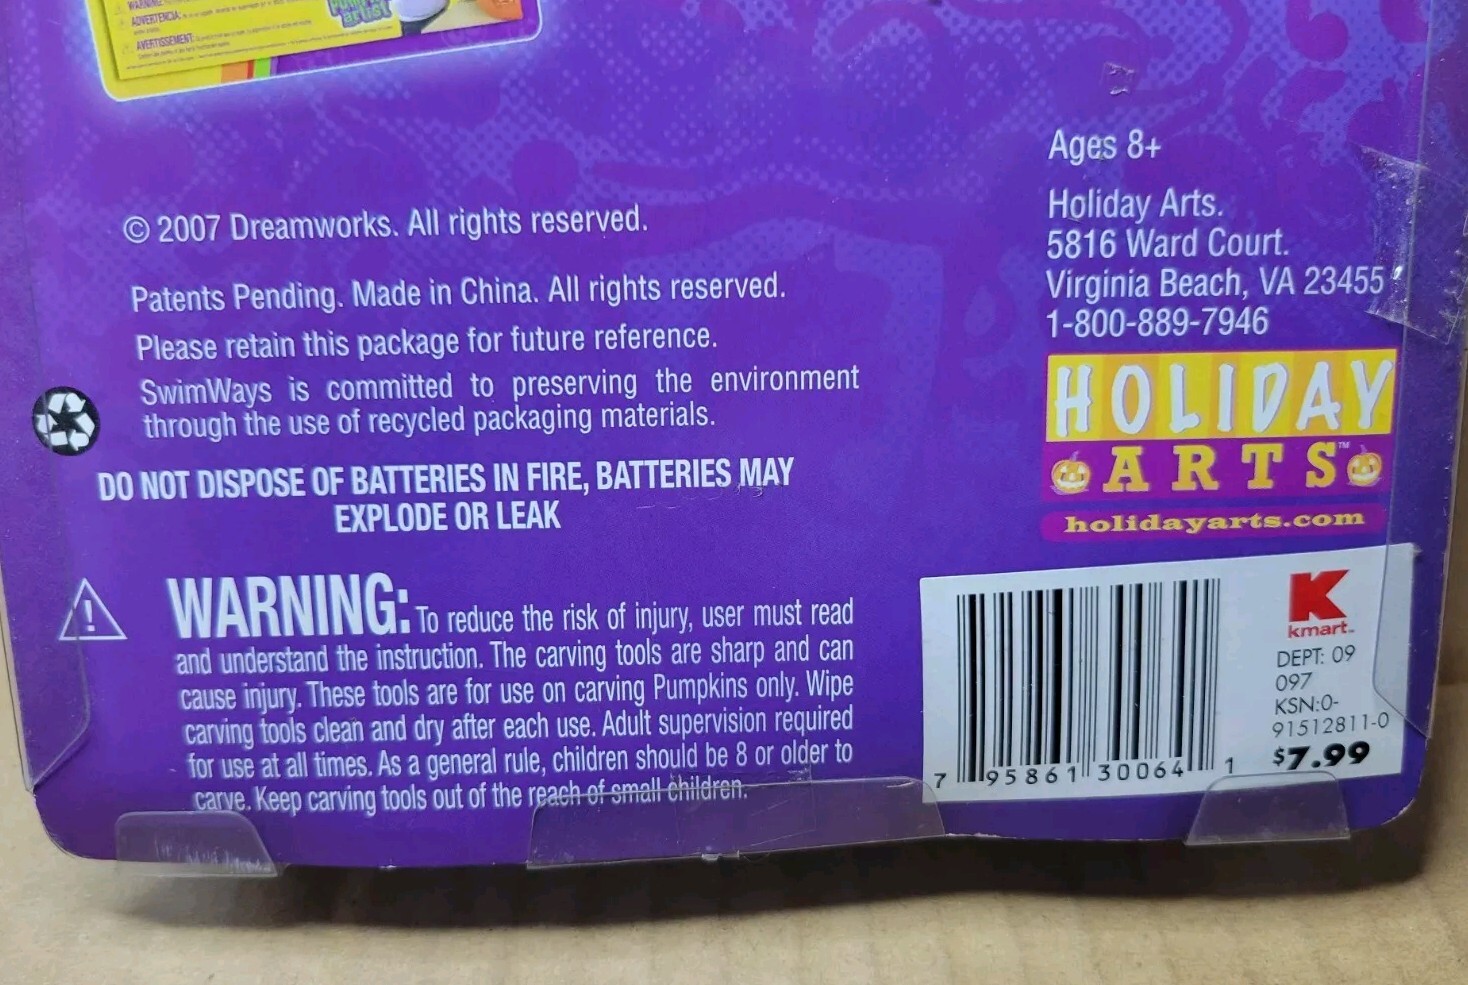 WARNING:
ADVERTENCIA:
AVERTISSEMENT:
artist
© 2007 Dreamworks. All rights reserved.
Patents Pending. Made in China. All rights reserved.
Please retain this package for future reference.
SwimWays is committed to preserving the environment
through the use of recycled packaging materials.
DO NOT DISPOSE OF BATTERIES IN FIRE, BATTERIES MAY
EXPLODE OR LEAK
WARNING: To reduce the risk of injury, user must read
and understand the instruction. The carving tools are sharp and can
cause injury. These tools are for use on carving Pumpkins only. Wipe
carving tools clean and dry after each use. Adult supervision required
for use at all times. As a general rule, children should be 8 or older to
carve. Keep carving tools out of the reach of small children.
Ages 8+
Holiday Arts.
5816 Ward Court.
Virginia Beach, VA 23455
1-800-889-7946
HOLIDAY
ARTS™
holidayarts.com
kmart
DEPT: 09
097
KSN:0-
91512811-0
$7.99
7 95861 30064 1